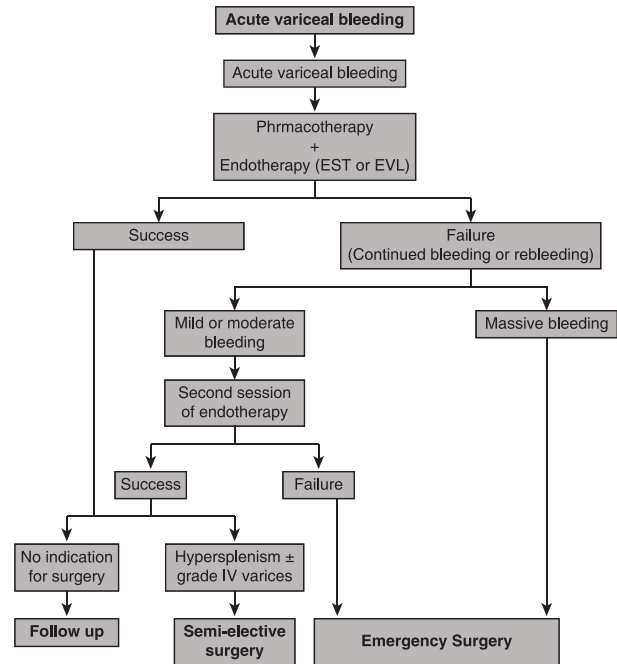 Acute variceal bleeding
Acute variceal bleeding
Phrmacotherapy
+
Endotherapy (EST or EVL)
Success
Failure
(Continued bleeding or rebleeding)
Mild or moderate
bleeding
Massive bleeding
Second session
of endotherapy
Success
Failure
No indication
for surgery
Hypersplenism ±
grade IV varices
Follow up
Semi-elective
surgery
Emergency Surgery